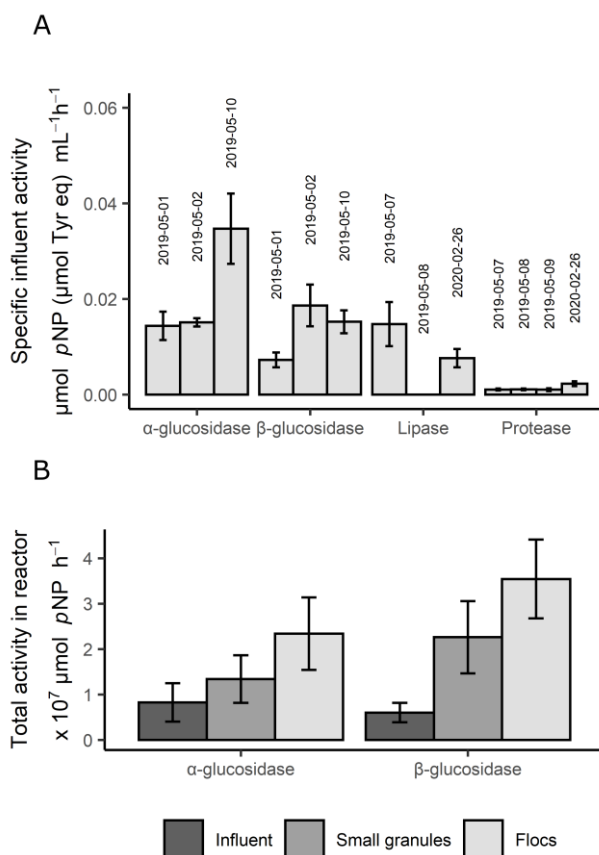 A
Specific influent activity
μmol pNP (μmol Tyr eq) mL⁻¹h⁻¹
0.06
0.04
0.02
0.00
2019-05-01
2019-05-02
2019-05-10
2019-05-01
2019-05-02
2019-05-10
2019-05-07
2019-05-08
2020-02-26
2019-05-07
2019-05-08
2019-05-09
2020-02-26
α-glucosidase β-glucosidase Lipase Protease
B
Total activity in reactor
x 10⁷ μmol pNP h⁻¹
4
3
2
1
0
α-glucosidase β-glucosidase
Influent Small granules Flocs